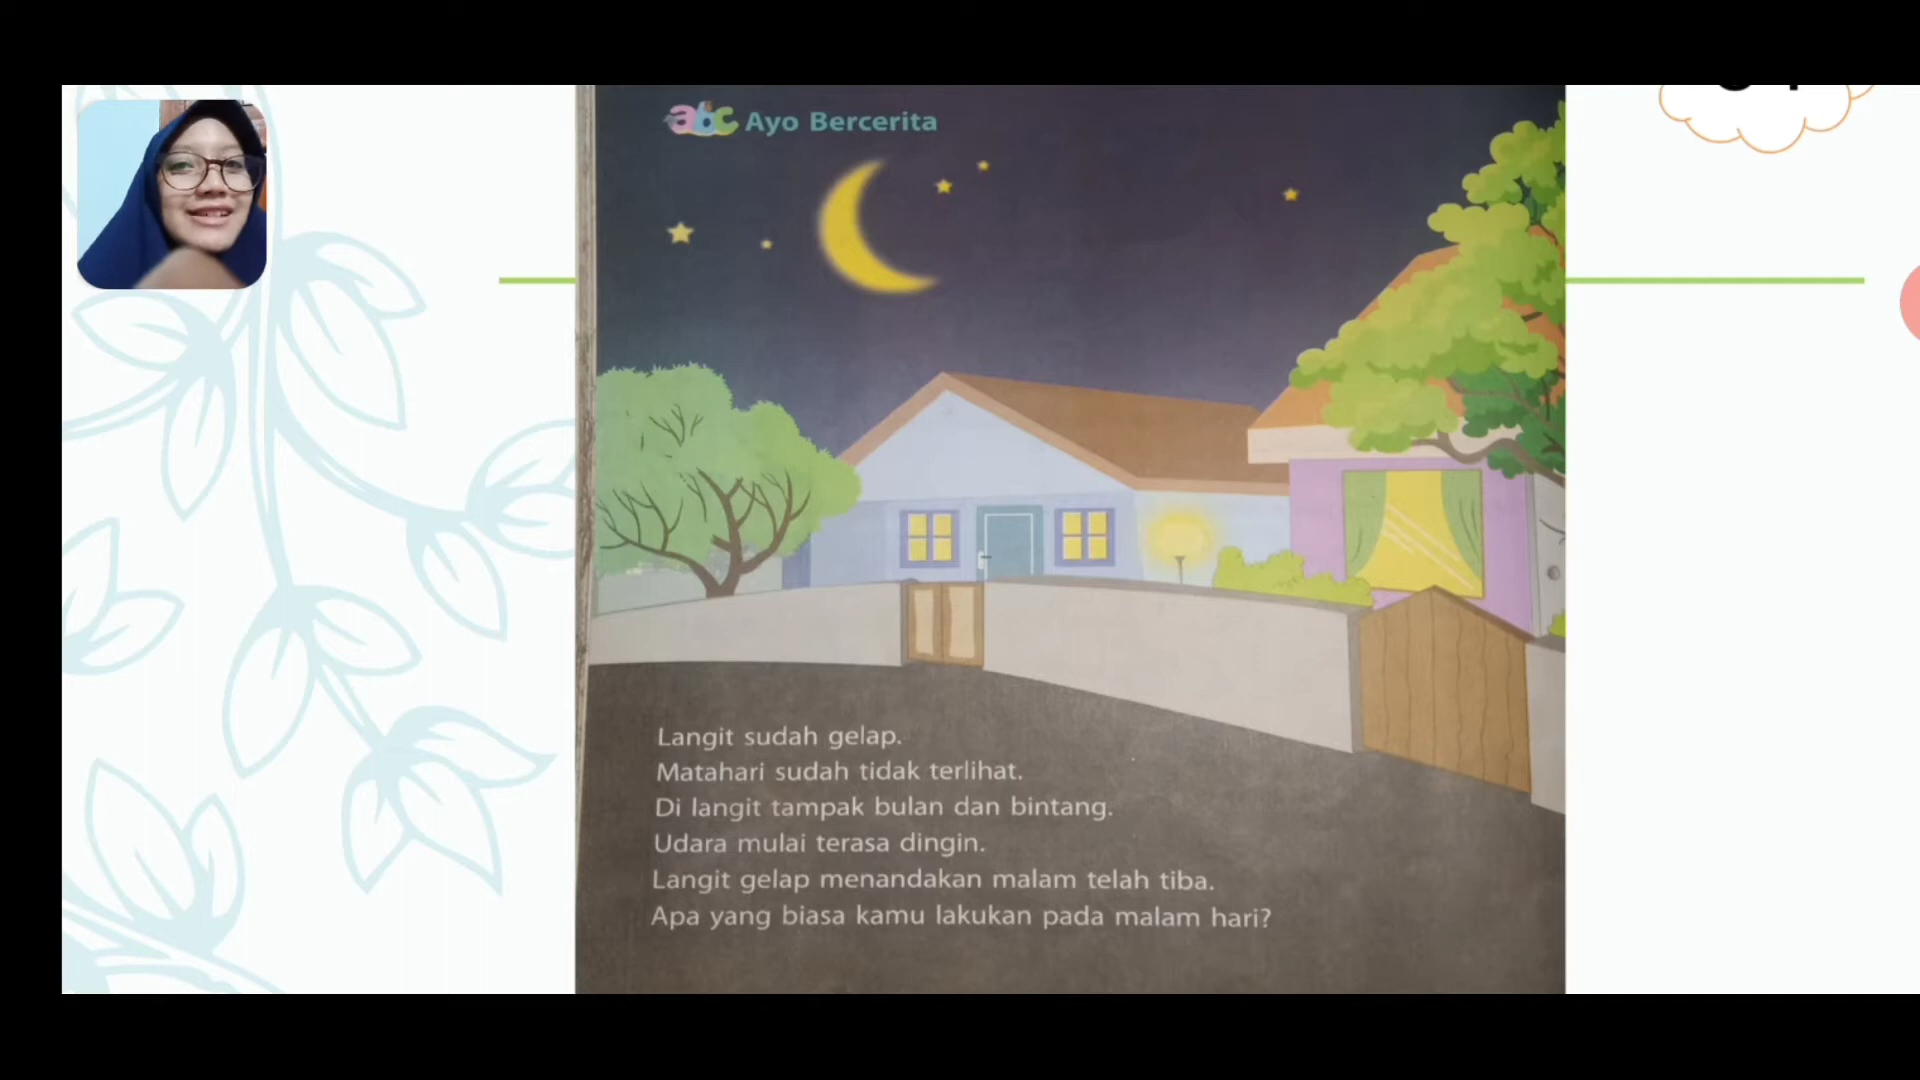 abc Ayo Bercerita
Langit sudah gelap.
Matahari sudah tidak terlihat.
Di langit tampak bulan dan bintang.
Udara mulai terasa dingin.
Langit gelap menandakan malam telah tiba.
Apa yang biasa kamu lakukan pada malam hari?